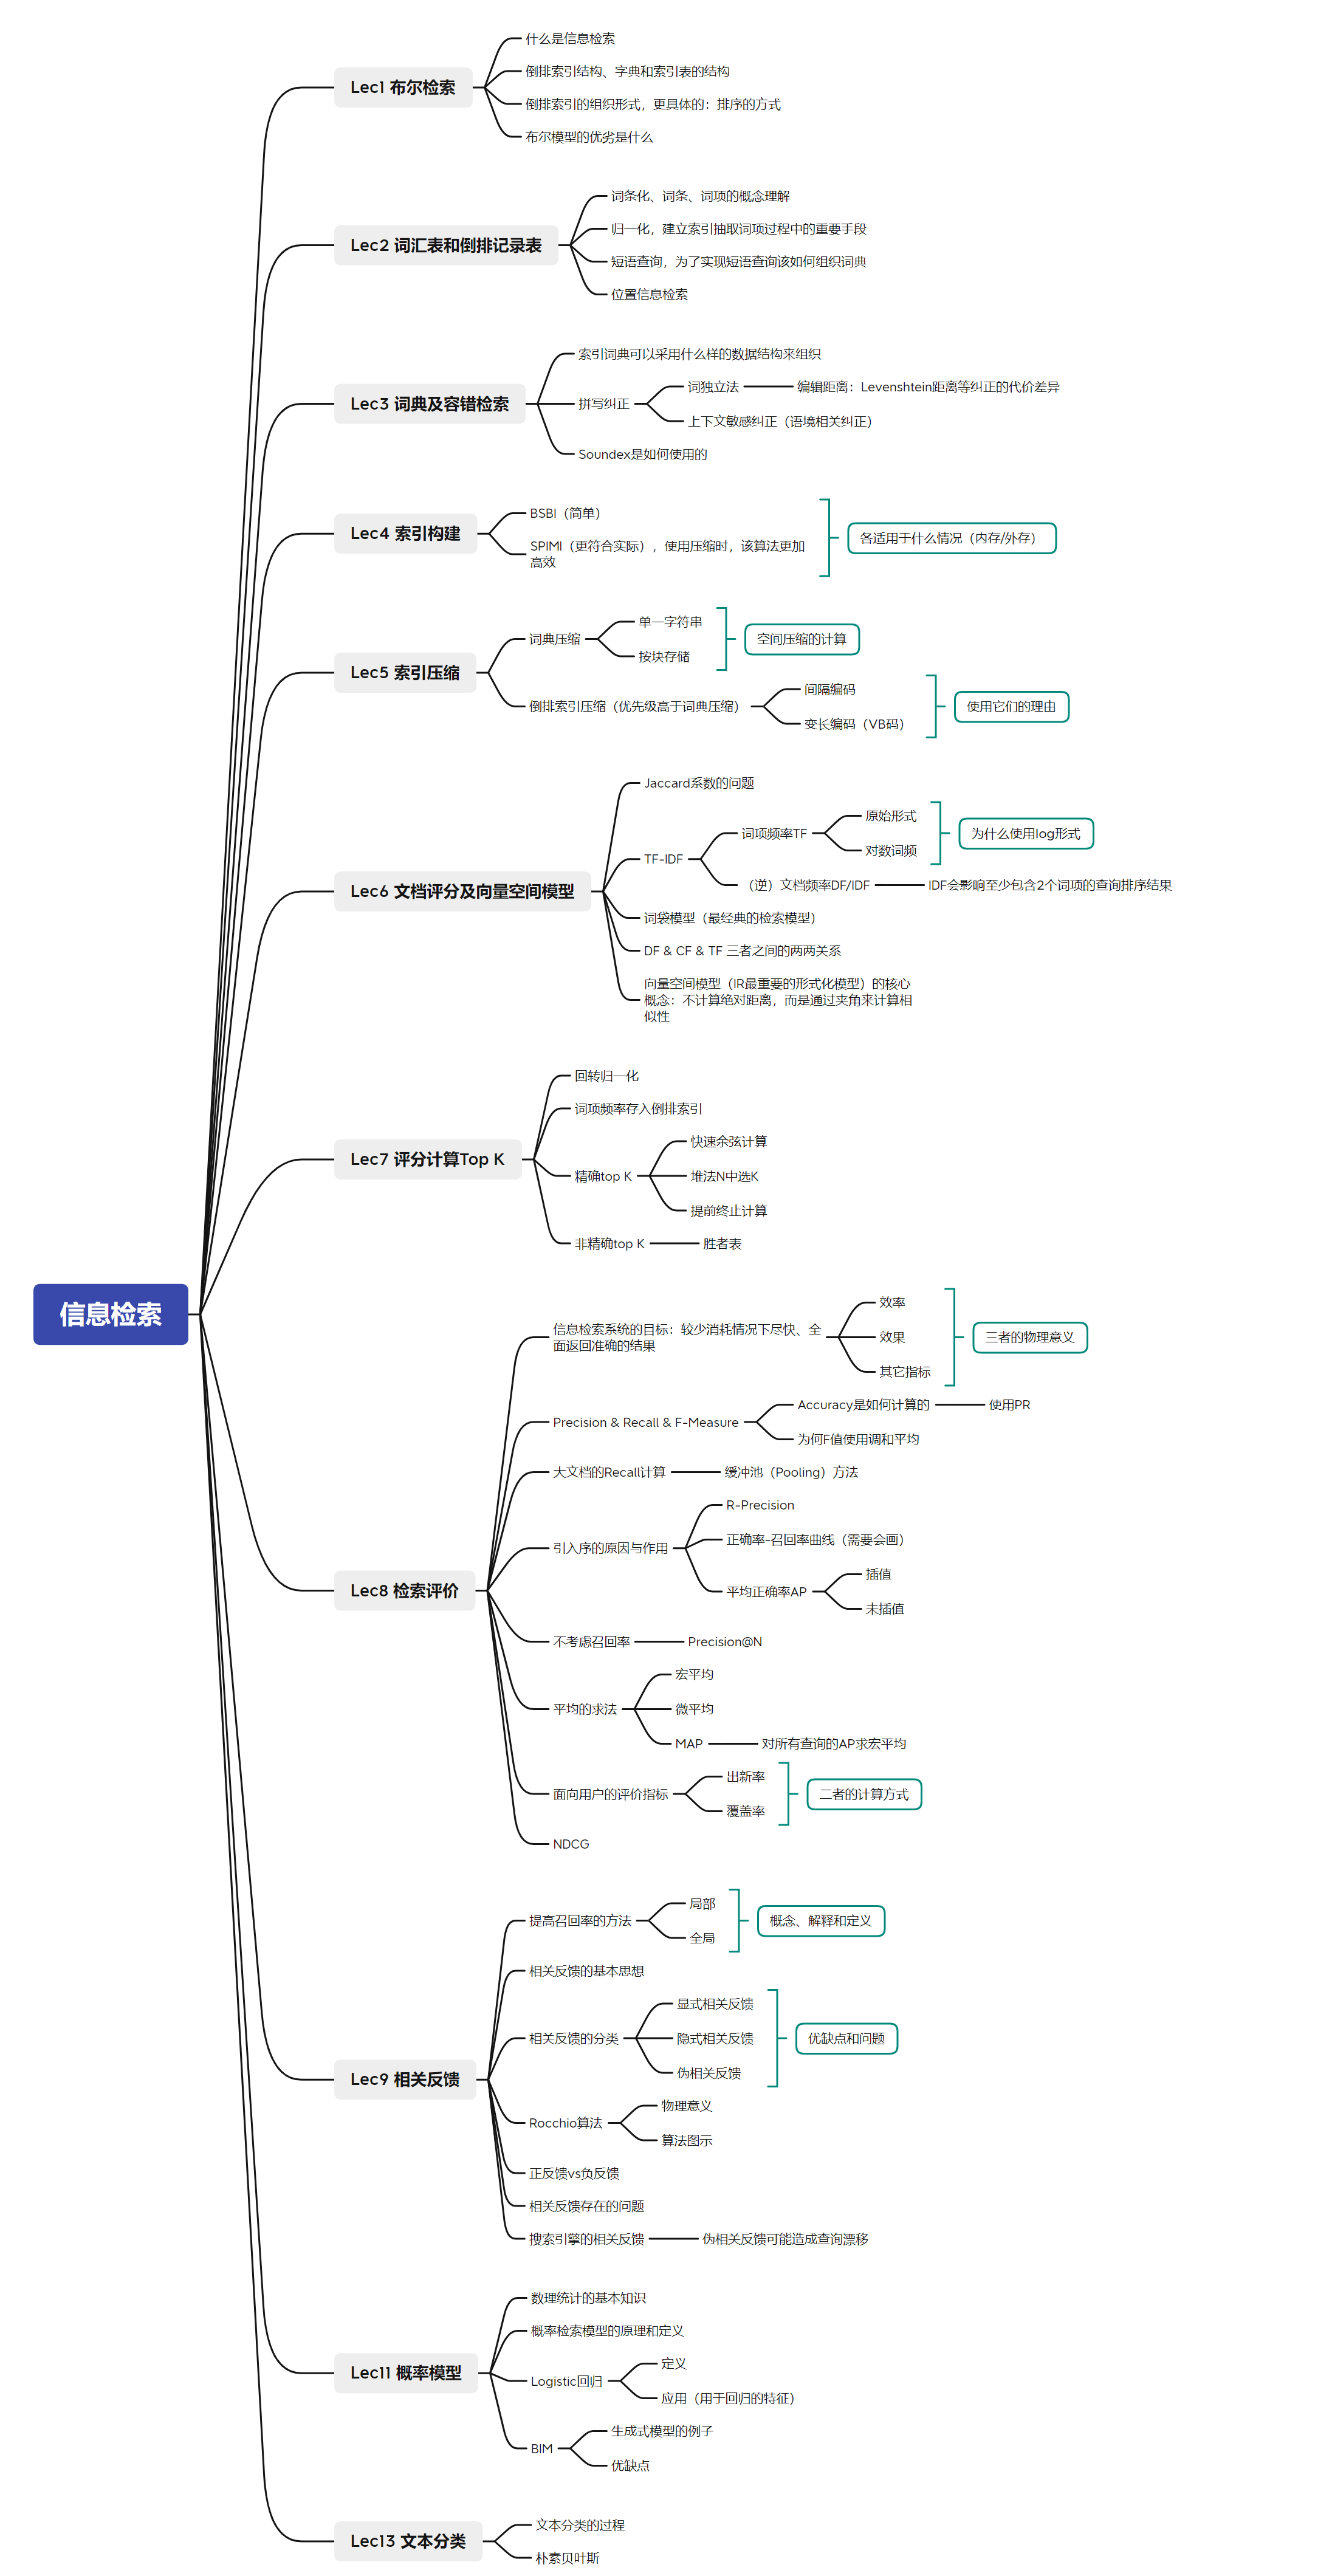 信息检索
Lec1 布尔检索
什么是信息检索
倒排索引结构、字典和索引表的结构
倒排索引的组织形式，更具体的：排序的方式
布尔模型的优劣是什么
Lec2 词汇表和倒排记录表
词条化、词条、词项的概念理解
归一化，建立索引抽取词项过程中的重要手段
短语查询，为了实现短语查询该如何组织词典
位置信息检索
Lec3 词典及容错检索
索引词典可以采用什么样的数据结构来组织
拼写纠正
词独立法
编辑距离：Levenshtein距离等纠正的代价差异
上下文敏感纠正（语境相关纠正）
Soundex是如何使用的
Lec4 索引构建
BSBI（简单）
SPIMI（更符合实际），使用压缩时，该算法更加
高效
各适用于什么情况（内存/外存）
Lec5 索引压缩
词典压缩
单一字符串
按块存储
空间压缩的计算
倒排索引压缩（优先级高于词典压缩）
间隔编码
变长编码（VB码）
使用它们的理由
Lec6 文档评分及向量空间模型
Jaccard系数的问题
TF-IDF
词项频率TF
原始形式
对数词频
为什么使用log形式
（逆）文档频率DF/IDF
IDF会影响至少包含2个词项的查询排序结果
词袋模型（最经典的检索模型）
DF & CF & TF 三者之间的两两关系
向量空间模型（IR最重要的形式化模型）的核心
概念：不计算绝对距离，而是通过夹角来计算相
似性
Lec7 评分计算Top K
回转归一化
词项频率存入倒排索引
精确top K
快速余弦计算
堆法N中选K
提前终止计算
非精确top K
胜者表
Lec8 检索评价
信息检索系统的目标：较少消耗情况下尽快、全
面返回准确的结果
效率
效果
其它指标
三者的物理意义
Precision & Recall & F-Measure
Accuracy是如何计算的
使用PR
为何F值使用调和平均
大文档的Recall计算
缓冲池（Pooling）方法
引入序的原因与作用
R-Precision
正确率-召回率曲线（需要会画）
平均正确率AP
插值
未插值
不考虑召回率
Precision@N
平均的求法
宏平均
微平均
MAP
对所有查询的AP求宏平均
面向用户的评价指标
出新率
覆盖率
二者的计算方式
NDCG
Lec9 相关反馈
提高召回率的方法
局部
全局
概念、解释和定义
相关反馈的基本思想
相关反馈的分类
显式相关反馈
隐式相关反馈
伪相关反馈
优缺点和问题
Rocchio算法
物理意义
算法图示
正反馈vs负反馈
相关反馈存在的问题
搜索引擎的相关反馈
伪相关反馈可能造成查询漂移
Lec11 概率模型
数理统计的基本知识
概率检索模型的原理和定义
Logistic回归
定义
应用（用于回归的特征）
BIM
生成式模型的例子
优缺点
Lec13 文本分类
文本分类的过程
朴素贝叶斯